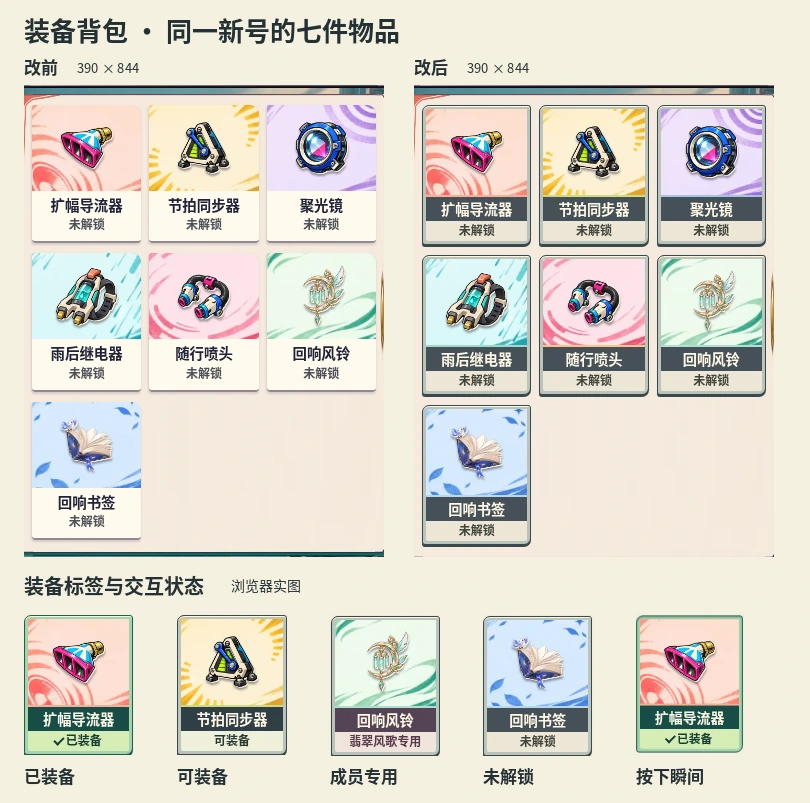 装备背包 · 同一新号的七件物品
改前 390 × 844
改后 390 × 844
扩幅导流器 节拍同步器 聚光镜
未解锁 未解锁 未解锁
雨后继电器 随行喷头 回响风铃
未解锁 未解锁 未解锁
回响书签
未解锁
扩幅导流器 节拍同步器 聚光镜
未解锁 未解锁 未解锁
雨后继电器 随行喷头 回响风铃
未解锁 未解锁 未解锁
回响书签
未解锁
装备标签与交互状态 浏览器实图
扩幅导流器 节拍同步器 回响风铃 回响书签 扩幅导流器
✓已装备 可装备 翡翠风歌专用 未解锁 ✓已装备
已装备 可装备 成员专用 未解锁 按下瞬间